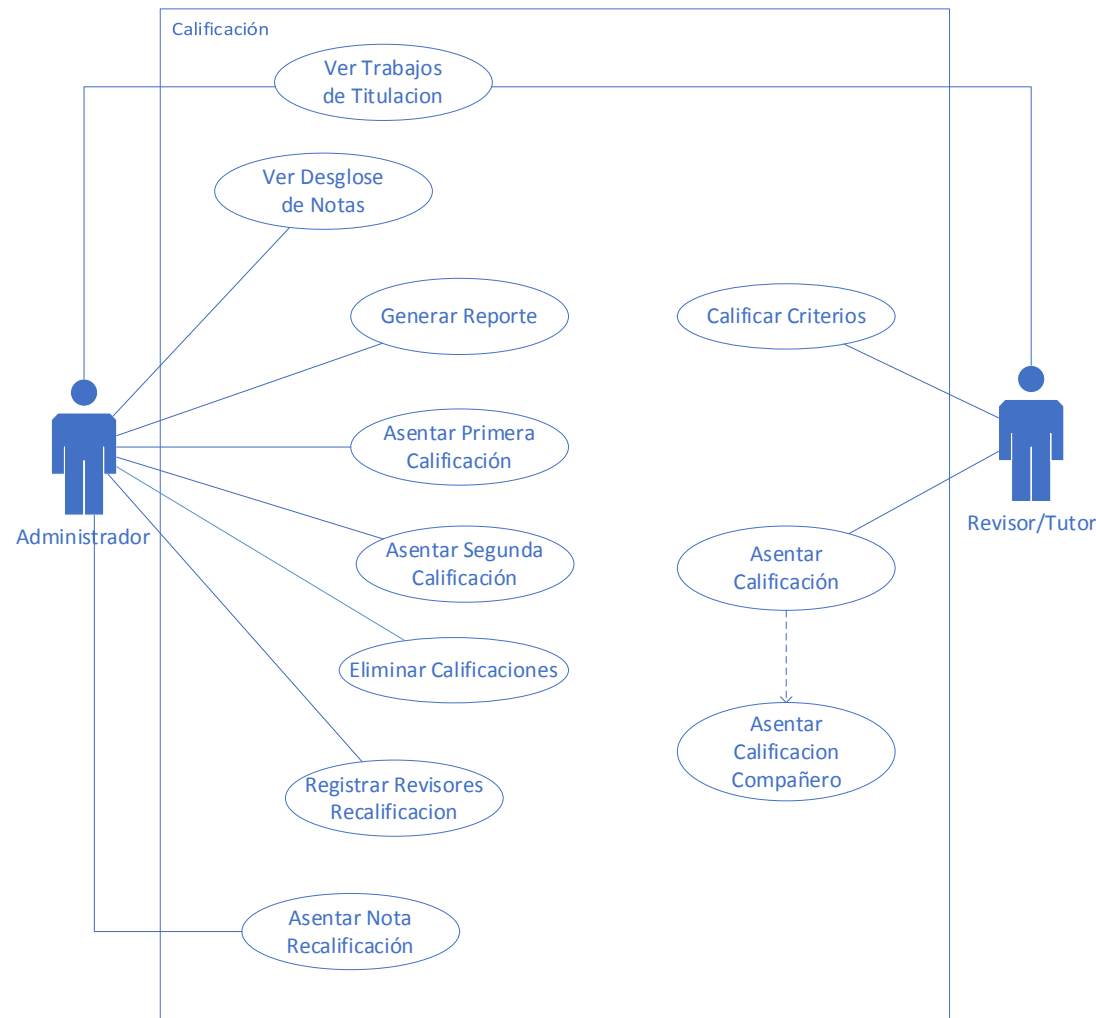 Calificación
Ver Trabajos
de Titulacion
Ver Desglose
de Notas
Generar Reporte
Calificar Criterios
Asentar Primera
Calificación
Administrador
Revisor/Tutor
Asentar Segunda
Calificación
Asentar
Calificación
Eliminar Calificaciones
Asentar
Calificacion
Compañero
Registrar Revisores
Recalificacion
Asentar Nota
Recalificación